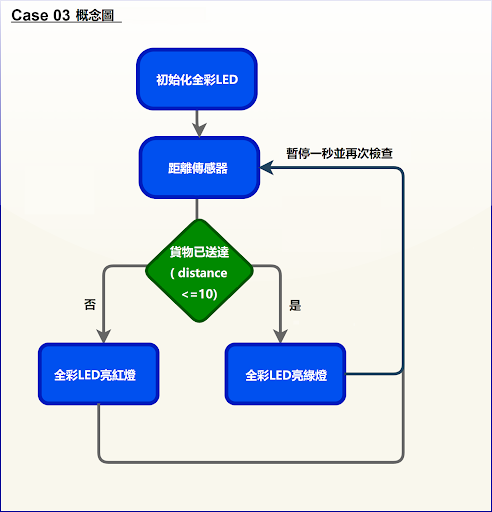 Case 03 概念圖
初始化全彩LED
距離傳感器
暫停一秒並再次檢查
貨物已送達
( distance
<=10)
否
是
全彩LED亮紅燈
全彩LED亮綠燈